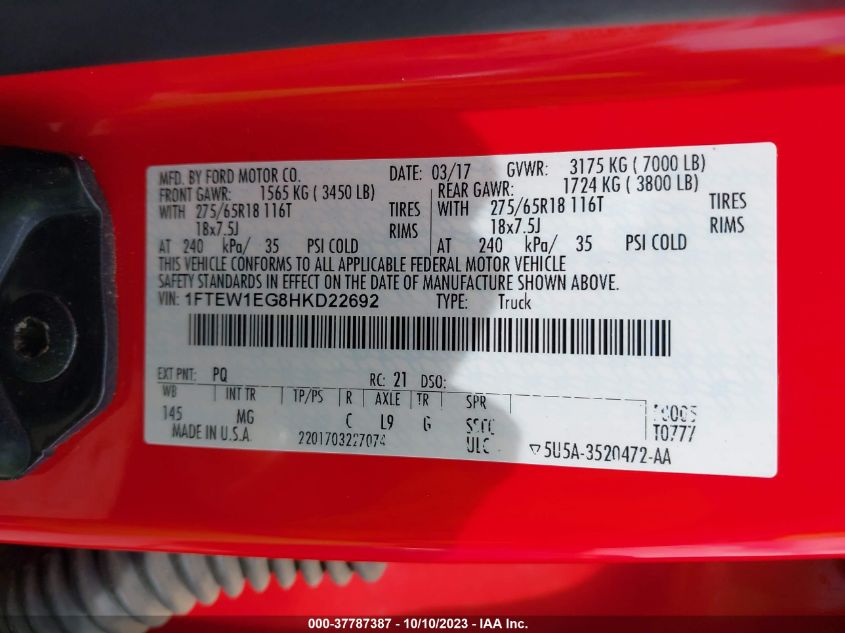 MFD. BY FORD MOTOR CO. DATE: 03/17 GVWR: 3175 KG ( 7000 LB)
FRONT GAWR: 1565 KG ( 3450 LB) REAR GAWR: 1724 KG ( 3800 LB)
WITH 275/65R18 116T TIRES WITH 275/65R18 116T TIRES
18x7.5J RIMS 18x7.5J RIMS
AT 240 kPa/ 35 PSI COLD AT 240 kPa/ 35 PSI COLD
THIS VEHICLE CONFORMS TO ALL APPLICABLE FEDERAL MOTOR VEHICLE
SAFETY STANDARDS IN EFFECT ON THE DATE OF MANUFACTURE SHOWN ABOVE.
VIN: 1FTEW1EG8HKD22692 TYPE: Truck
EXT PNT: PQ RC: 21 DSO:
WB INT TR TP/PS R AXLE TR SPR
145 MG C L9 G
T0777
MADE IN U.S.A. 2201703227074 5U5A-3520472-AA
000-37787387 - 10/10/2023 - IAA Inc.